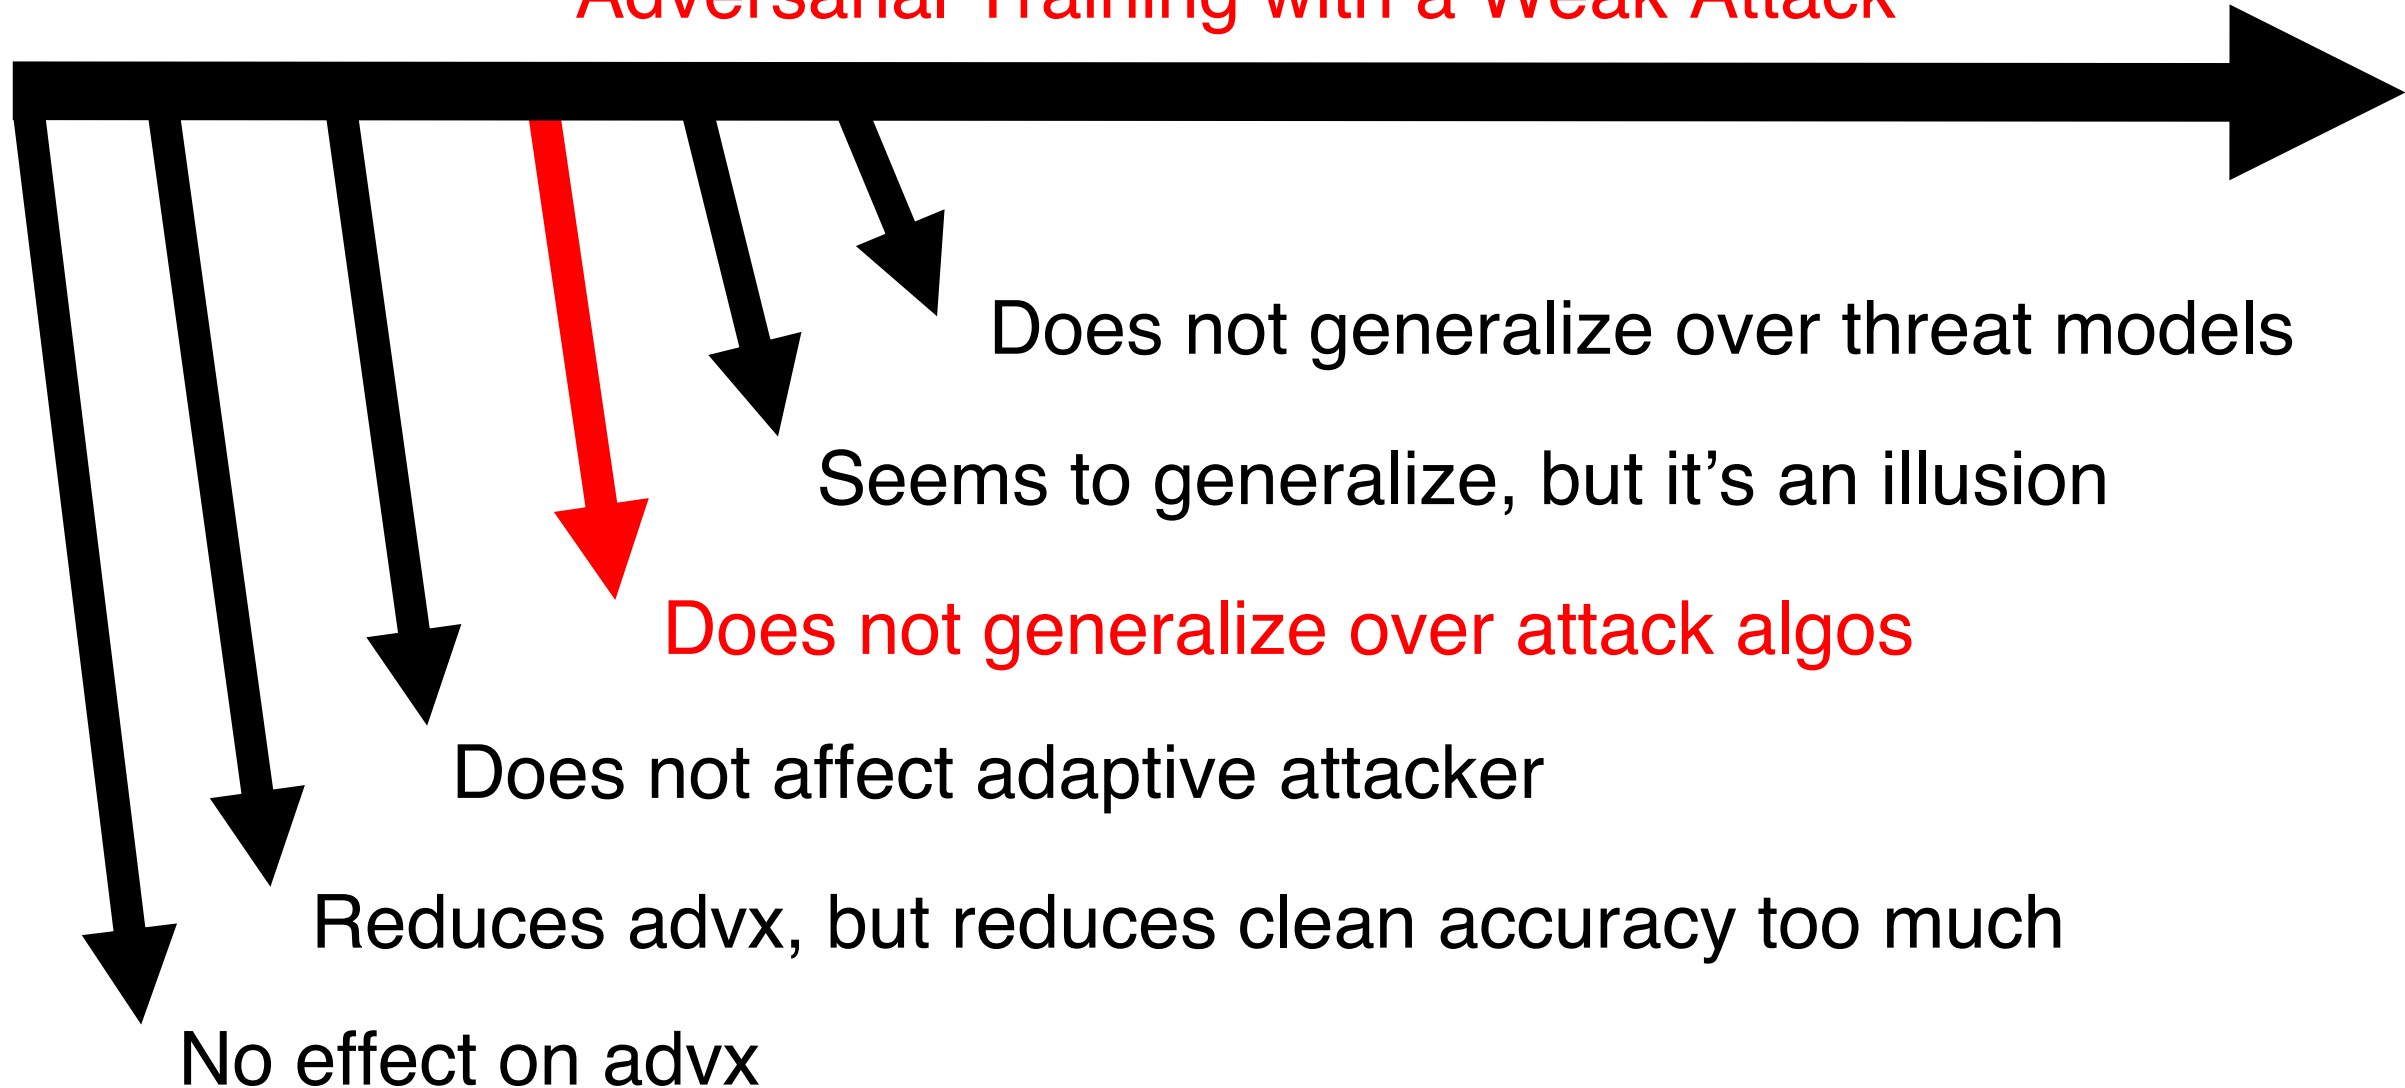 Adversarial Training with a Weak Attack
Does not generalize over threat models
Seems to generalize, but it’s an illusion
Does not generalize over attack algos
Does not affect adaptive attacker
Reduces advx, but reduces clean accuracy too much
No effect on advx